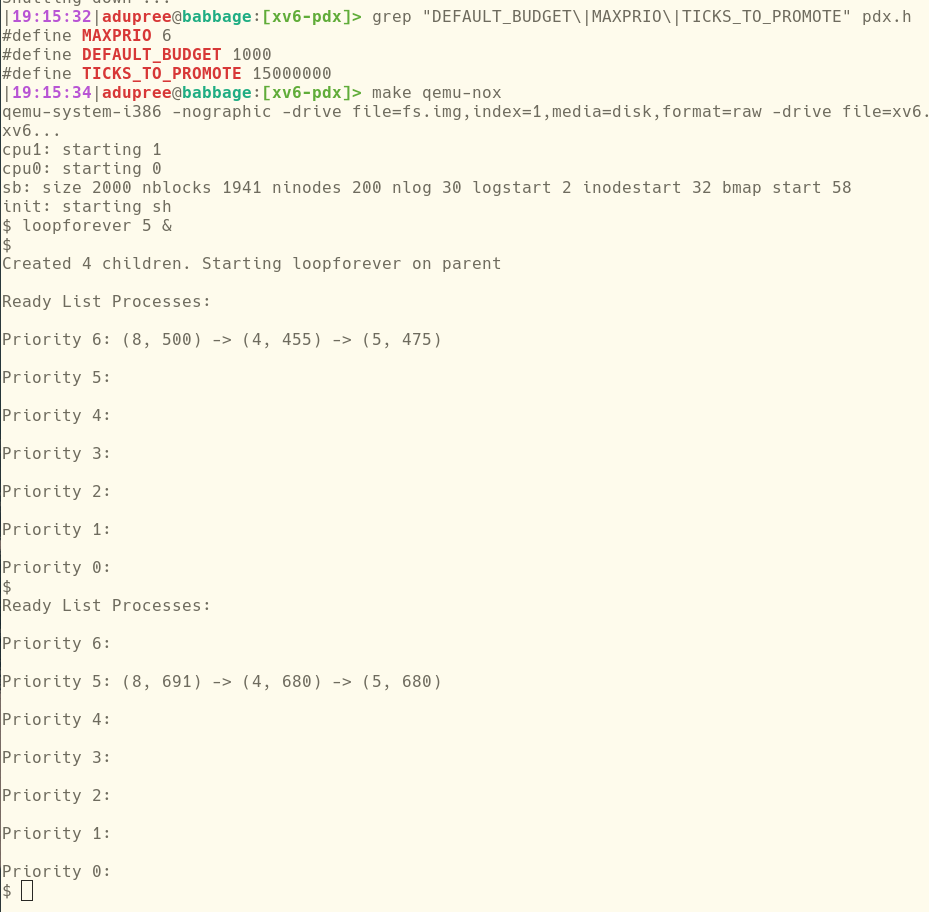 Shutting down ...
|19:15:32|adupree@babbage:[xv6-pdx]> grep "DEFAULT_BUDGET\|MAXPRIO\|TICKS_TO_PROMOTE" pdx.h
#define MAXPRIO 6
#define DEFAULT_BUDGET 1000
#define TICKS_TO_PROMOTE 15000000
|19:15:34|adupree@babbage:[xv6-pdx]> make qemu-nox
qemu-system-i386 -nographic -drive file=fs.img,index=1,media=disk,format=raw -drive file=xv6.
xv6...
cpu1: starting 1
cpu0: starting 0
sb: size 2000 nblocks 1941 ninodes 200 nlog 30 logstart 2 inodestart 32 bmap start 58
init: starting sh
$ loopforever 5 &
$
Created 4 children. Starting loopforever on parent
Ready List Processes:
Priority 6: (8, 500) -> (4, 455) -> (5, 475)
Priority 5:
Priority 4:
Priority 3:
Priority 2:
Priority 1:
Priority 0:
$
Ready List Processes:
Priority 6:
Priority 5: (8, 691) -> (4, 680) -> (5, 680)
Priority 4:
Priority 3:
Priority 2:
Priority 1:
Priority 0:
$